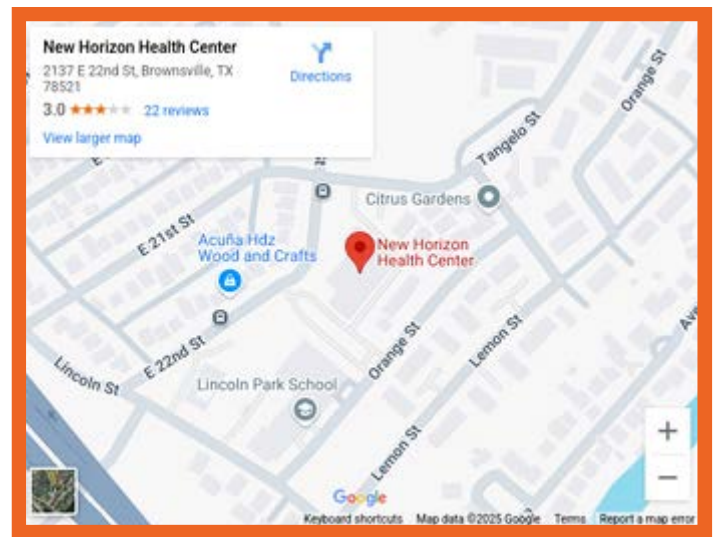 New Horizon Health Center
2137 E 22nd St, Brownsville, TX
78521
3.0
22 reviews
View larger map
Directions
Orange St
Tangelo St
Citrus Gardens
E 21st St
Acuña Hdz
Wood and Crafts
New Horizon
Health Center
Orange St
Lemon St
E 22nd St
Lincoln St
Lincoln Park School
Lemon St
+
−
Google
Keyboard shortcuts
Map data ©2025 Google
Terms
Report a map error